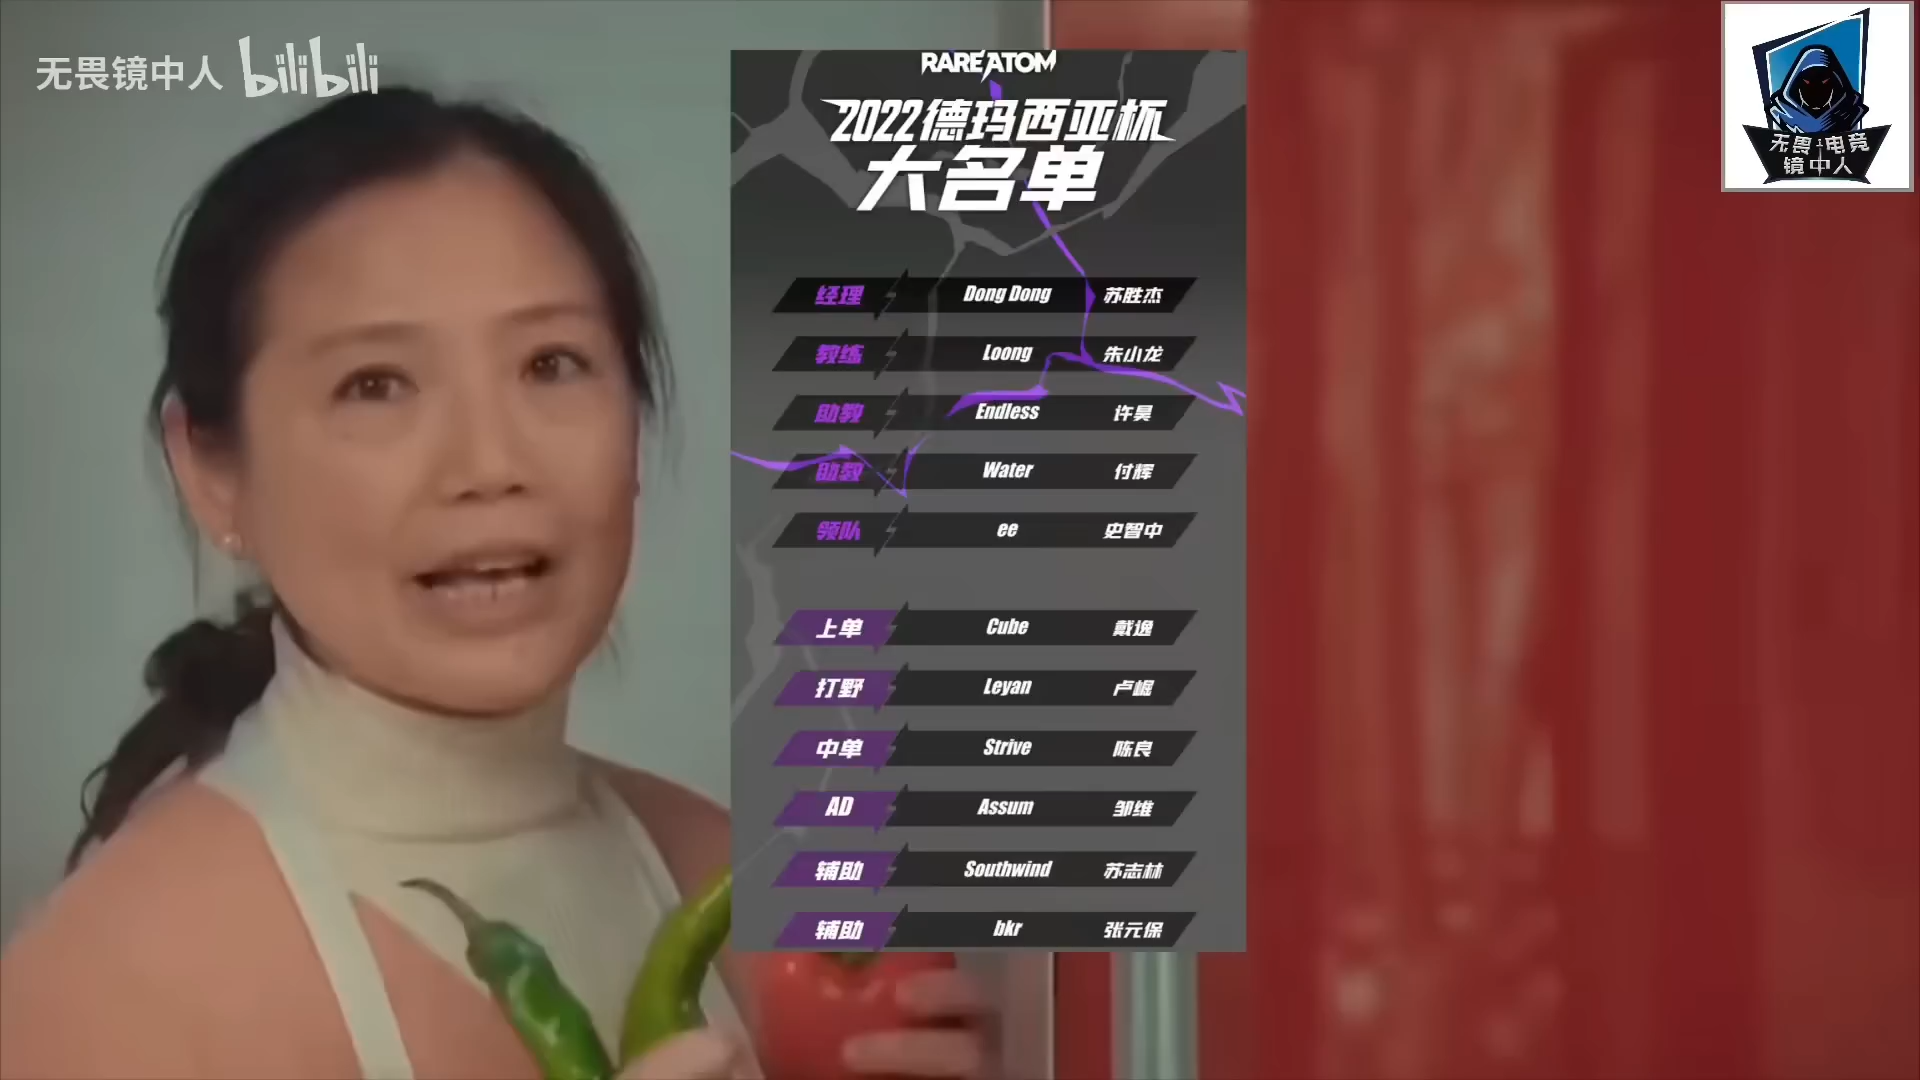 无畏镜中人 bilibili
无畏电竞
镜中人
RARE ATOM
2022德玛西亚杯
大名单
经理 Dong Dong 苏胜杰
教练 Loong 朱小龙
助教 Endless 许昊
助教 Water 付辉
领队 ee 史智中
上单 Cube 戴逸
打野 Leyan 卢崛
中单 Strive 陈良
AD Assum 邹维
辅助 Southwind 苏志林
辅助 bkr 张元保